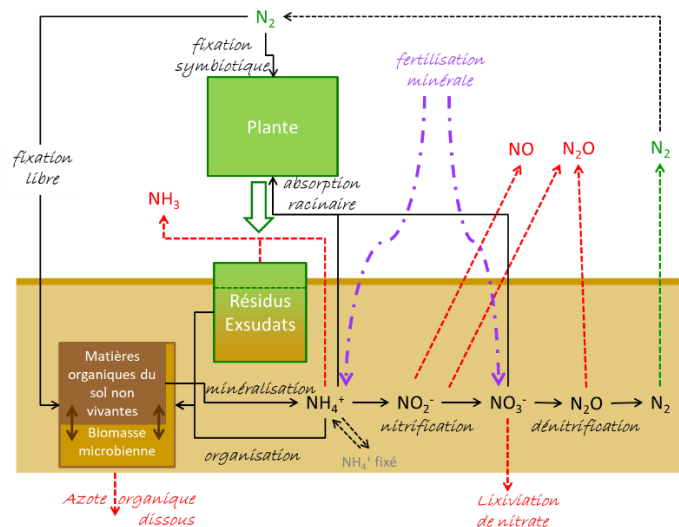 N₂
fixation
symbiotique
fertilisation
minérale
Plante
NO
N₂O
N₂
fixation
libre
absorption
racinaire
NH₃
Résidus
Exsudats
Matières
organiques du
sol non
vivantes
Biomasse
microbienne
minéralisation
NH₄⁺
NO₂⁻
NO₃⁻
N₂O
N₂
nitrification
dénitrification
organisation
NH₄⁺ fixé
Azote organique
dissous
Lixiviation
de nitrate